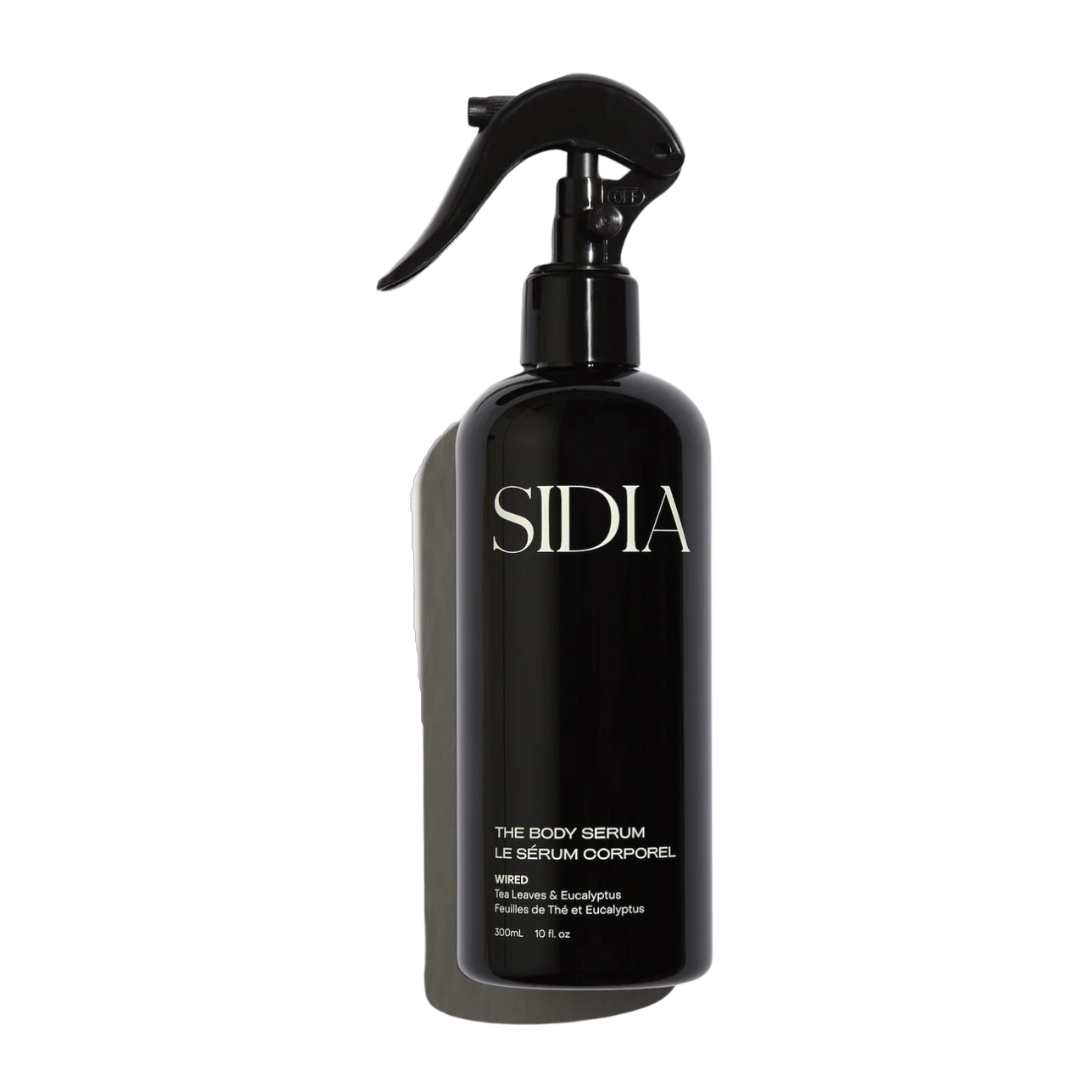 OFF
SIDIA
THE BODY SERUM
LE SÉRUM CORPOREL
WIRED
Tea Leaves & Eucalyptus
Feuilles de Thé et Eucalyptus
300mL 10 fl. oz